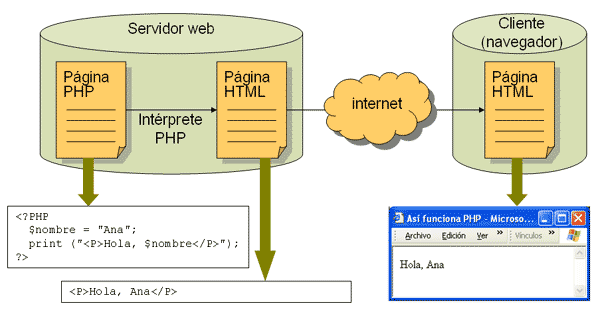 Servidor web
Cliente
(navegador)
Página
PHP
Intérprete
PHP
Página
HTML
internet
Página
HTML
<?PHP
$nombre = "Ana";
print ("<P>Hola, $nombre</P>");
?>
<P>Hola, Ana</P>
Así funciona PHP - Microso...
Archivo Edición Ver » Vínculos »
Hola, Ana